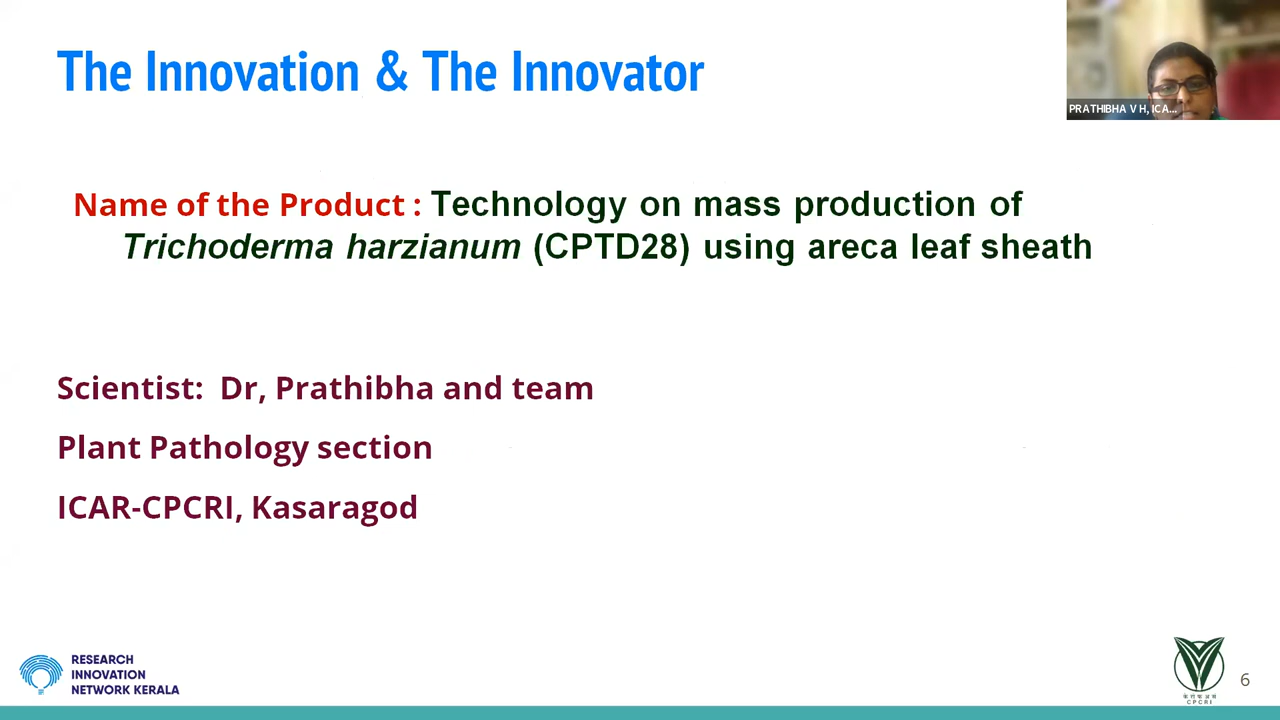 The Innovation & The Innovator
PRATHIBHA V H, ICA...
Name of the Product : Technology on mass production of
Trichoderma harzianum (CPTD28) using areca leaf sheath
Scientist: Dr, Prathibha and team
Plant Pathology section
ICAR-CPCRI, Kasaragod
RESEARCH
INNOVATION
NETWORK KERALA
CPCRI
6